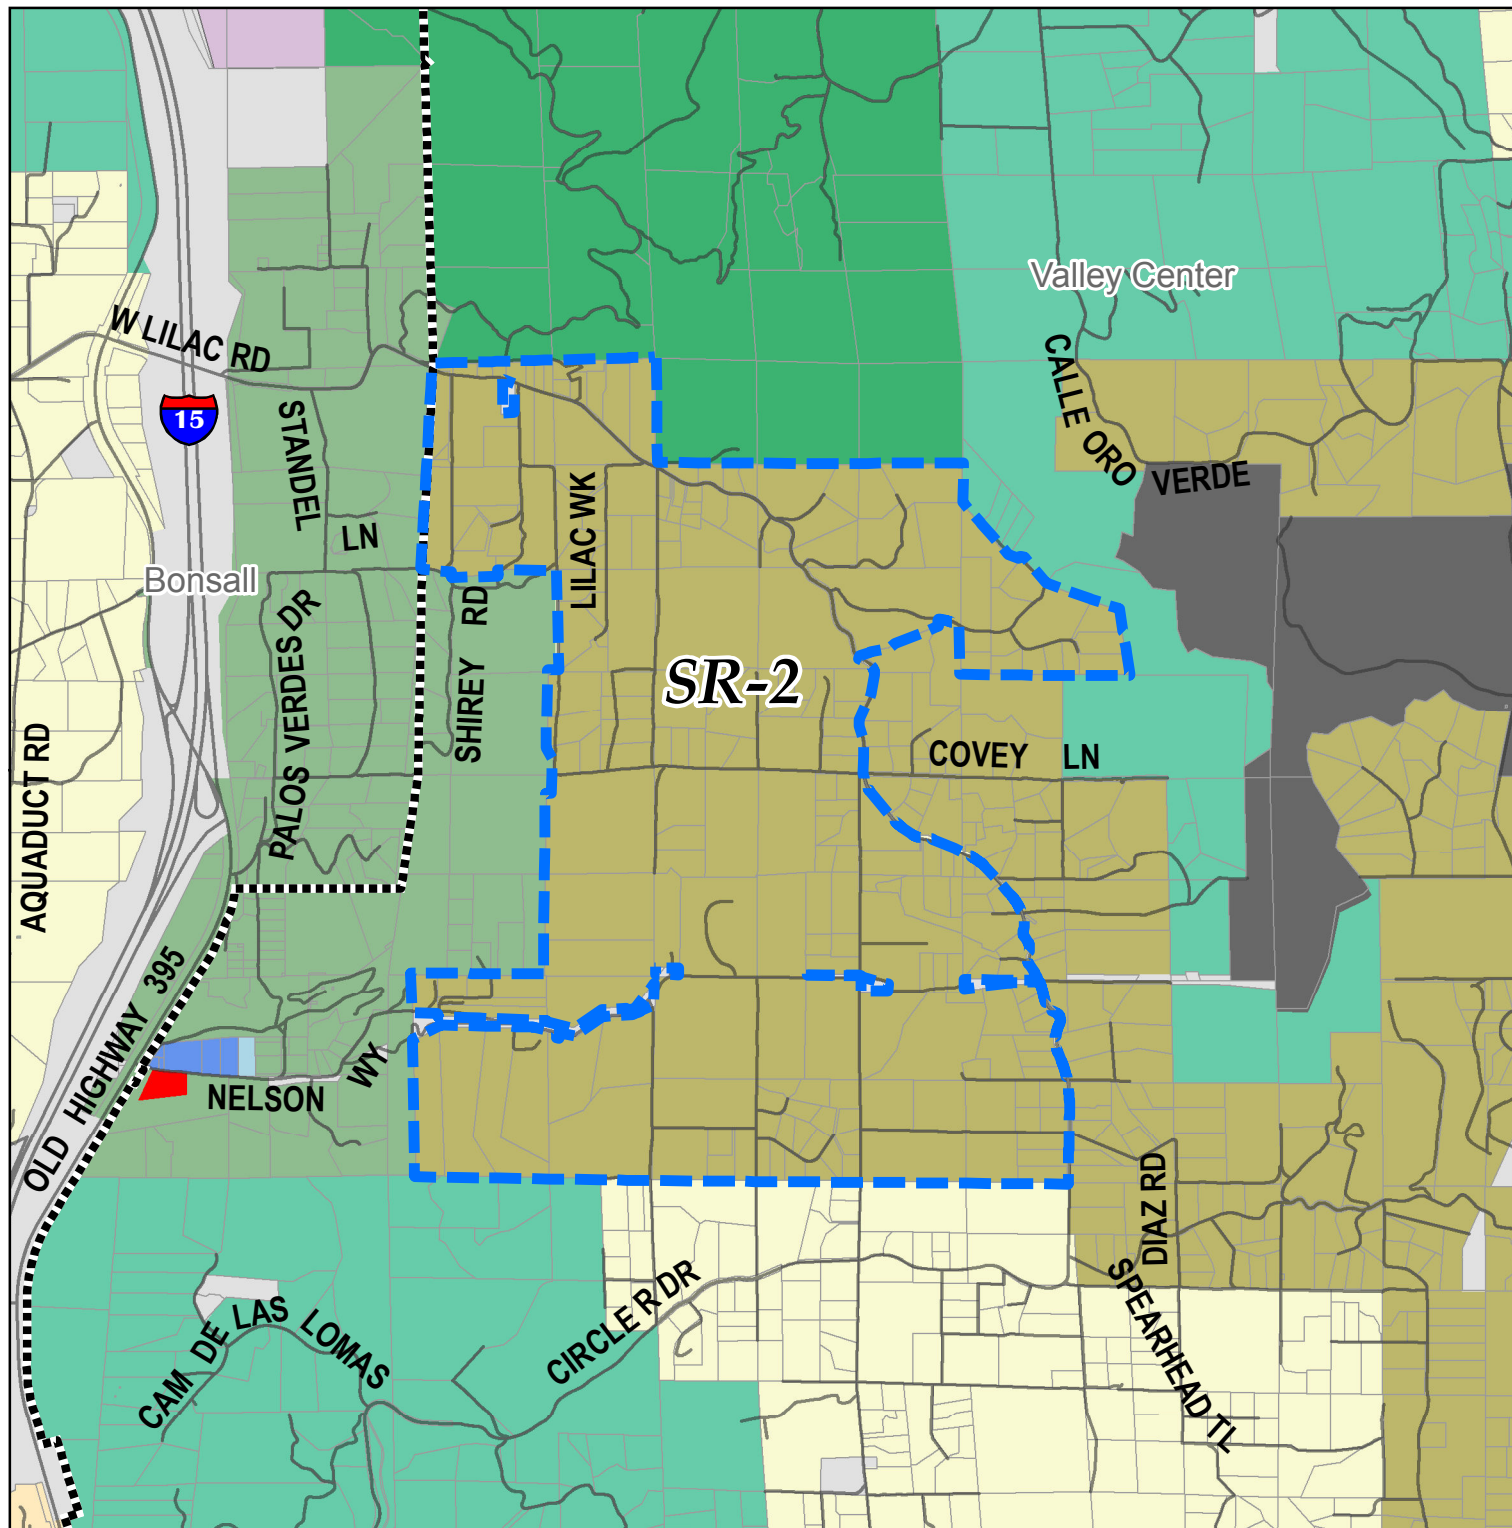 Valley Center
W LILAC RD
15
CALLE ORO VERDE
STANDEL LN
LILAC WK
Bonsall
PALOS VERDES DR
SHIREY RD
SR-2
AQUADUCT RD
COVEY LN
OLD HIGHWAY 395
NELSON WY
DIAZ RD
CAM DE LAS LOMAS
CIRCLE R DR
SPEARHEAD TL